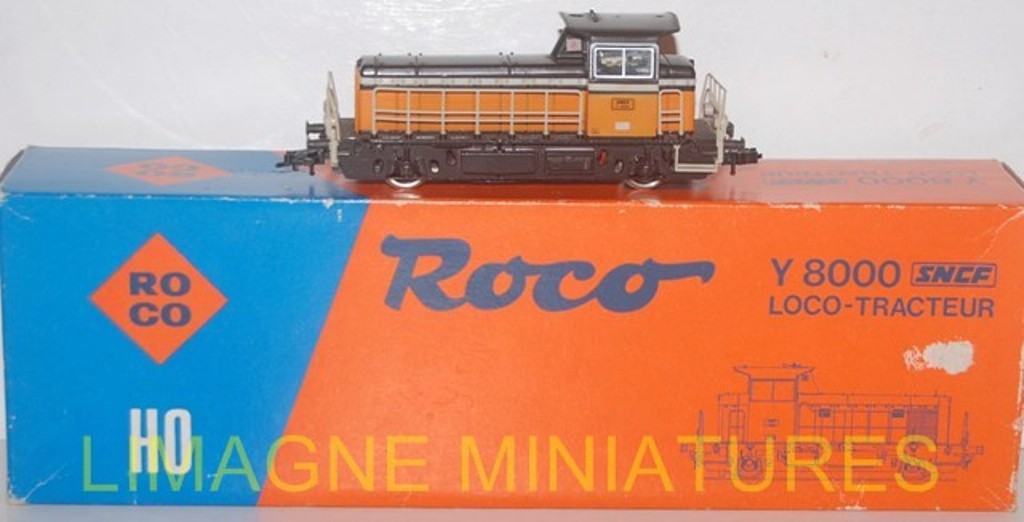 RO
CO
Roco
Y 8000 SNCF
LOCO-TRACTEUR
HO
LIMAGNE MINIATURES